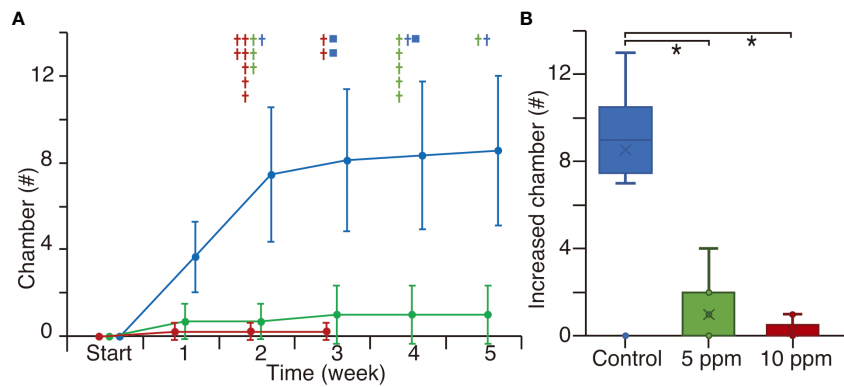 A
B
††††
††††■
†† 
12
8
4
0
Chamber (#)
Start 1 2 3 4 5
Time (week)
* *
12
8
4
0
Increased chamber (#)
Control 5 ppm 10 ppm